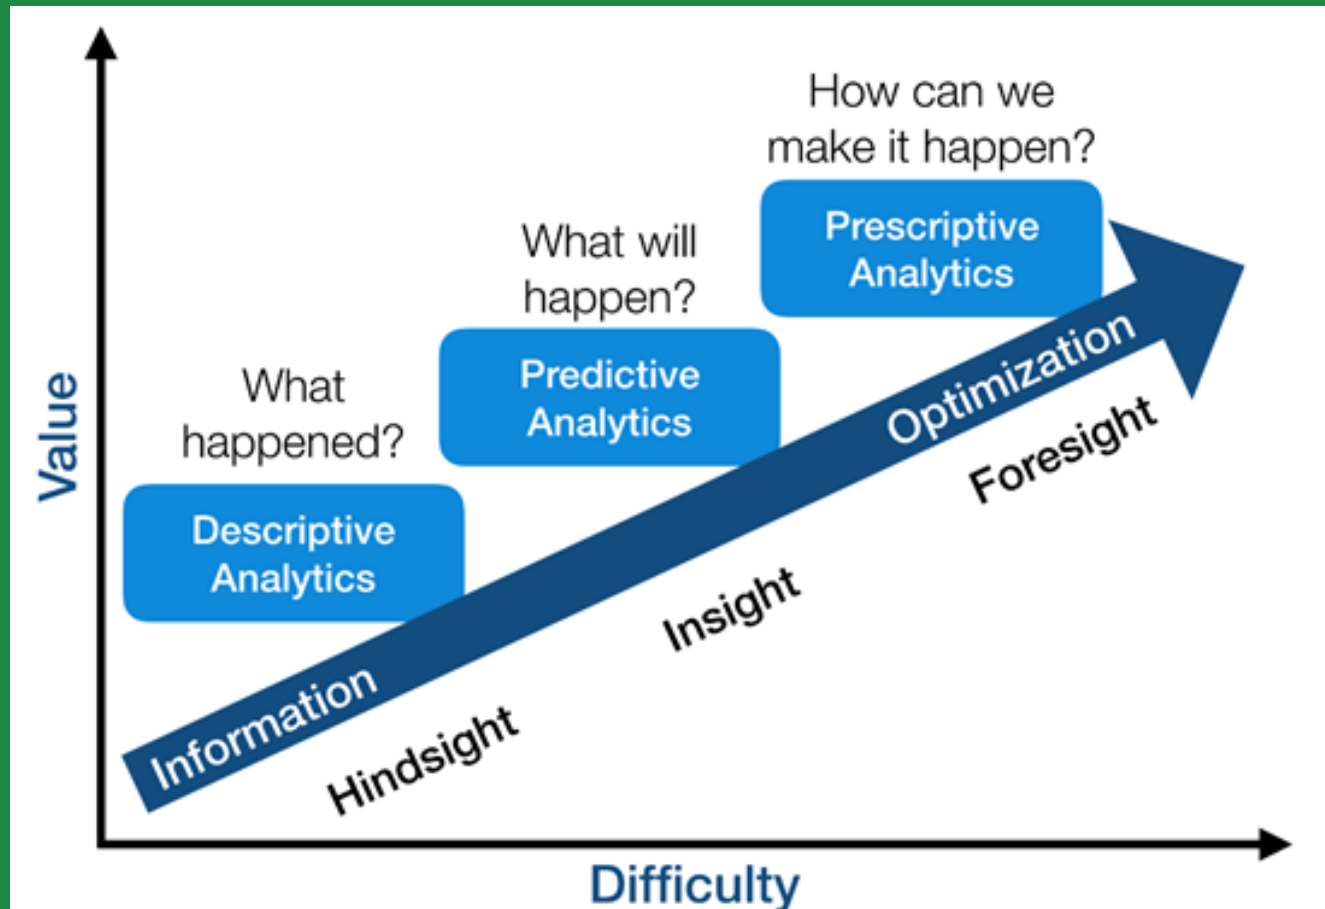 How can we
make it happen?
Prescriptive
Analytics
What will
happen?
Predictive
Analytics
What
happened?
Descriptive
Analytics
Value
Information
Optimization
Hindsight
Insight
Foresight
Difficulty